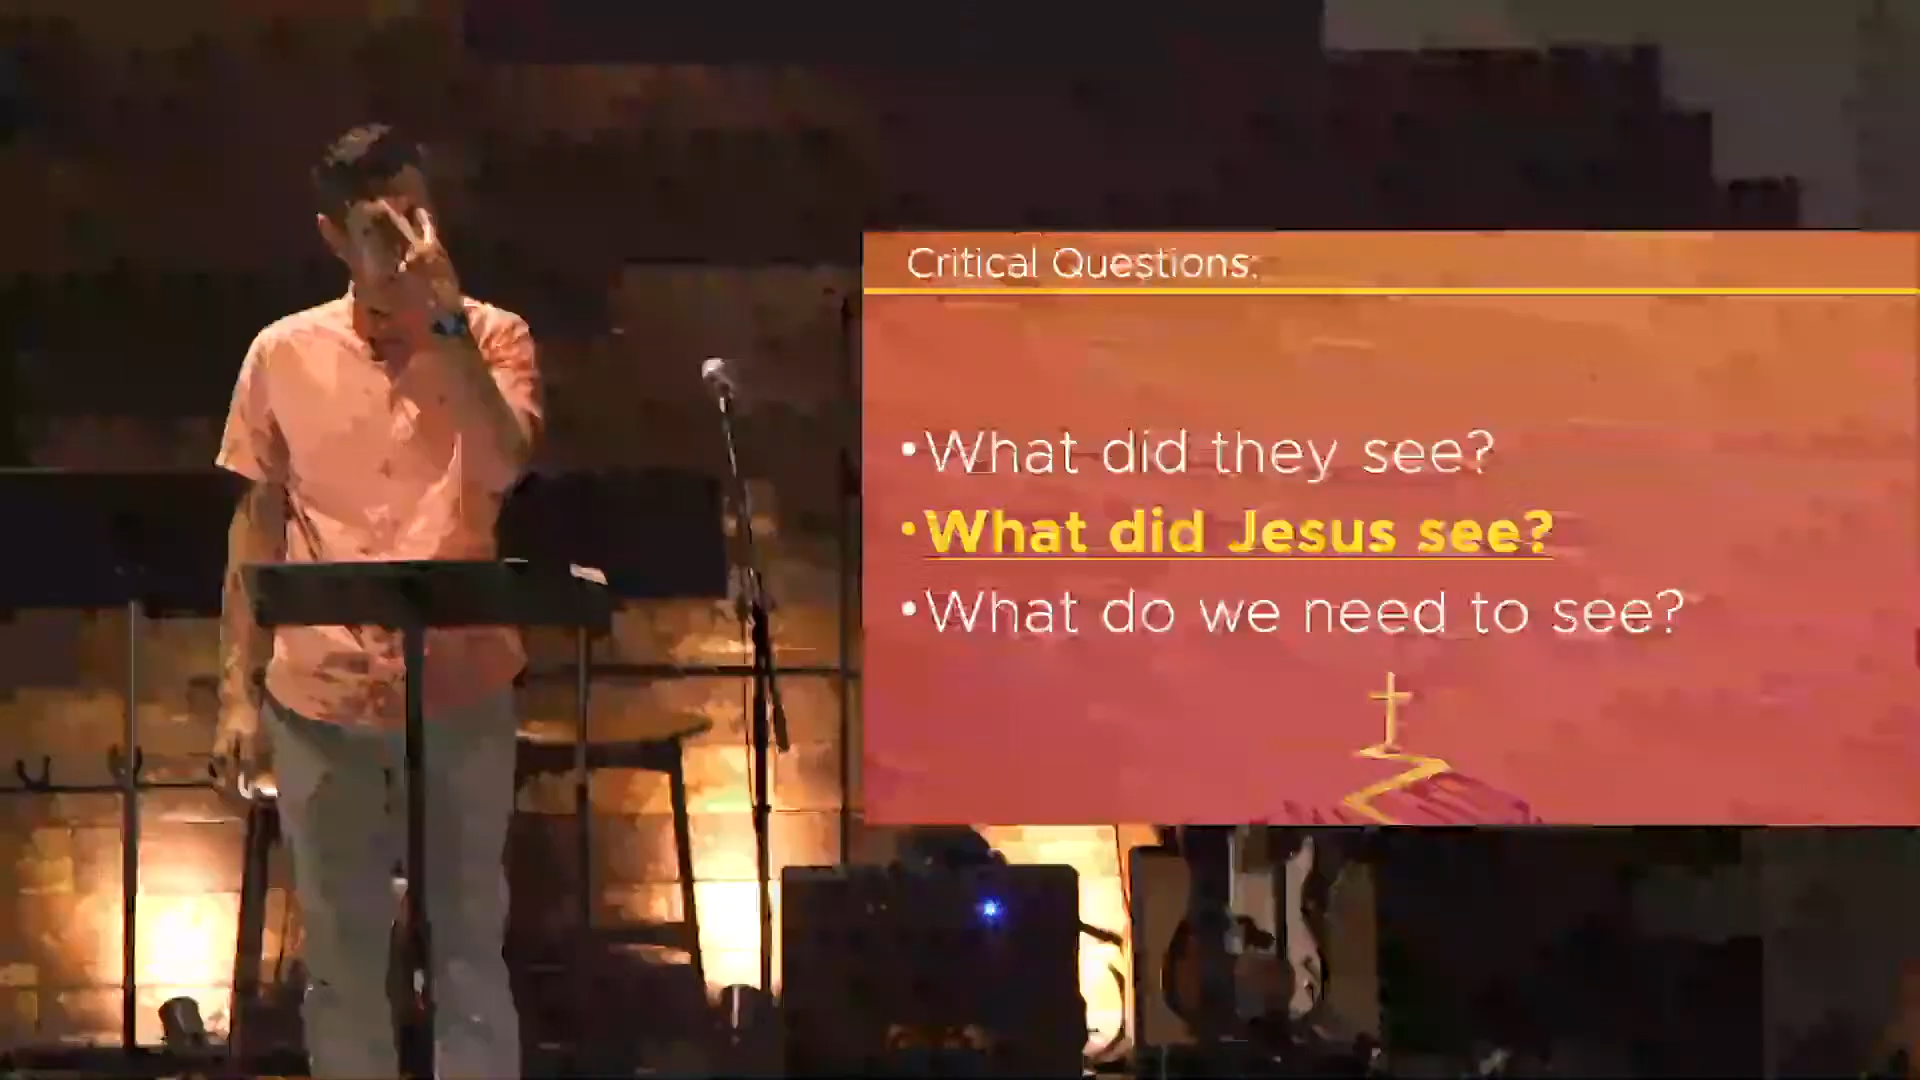 Critical Questions:
•What did they see?
•What did Jesus see?
•What do we need to see?